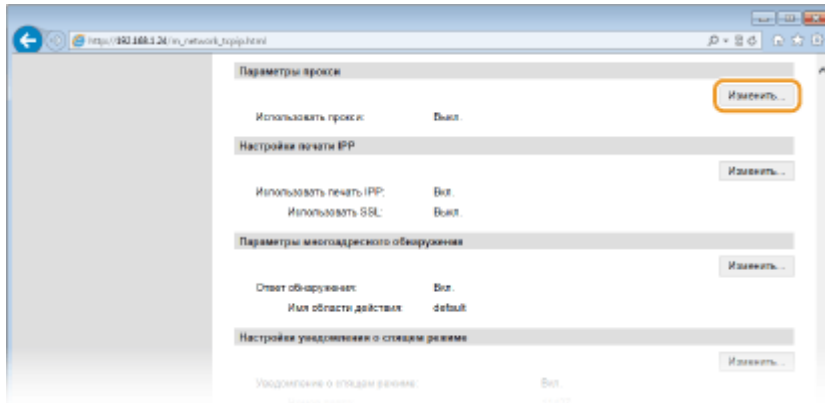 http://192.168.1.24/m_network_tcpip.html
Параметры прокси
Изменить...
Использовать прокси: Выкл.
Настройки печати IPP
Изменить...
Использовать печать IPP: Вкл.
Использовать SSL: Выкл.
Параметры многоадресного обнаружения
Изменить...
Ответ обнаружения: Вкл.
Имя области действия: default
Настройки уведомления о спящем режиме
Изменить...
Уведомление о спящем режиме: Вкл.